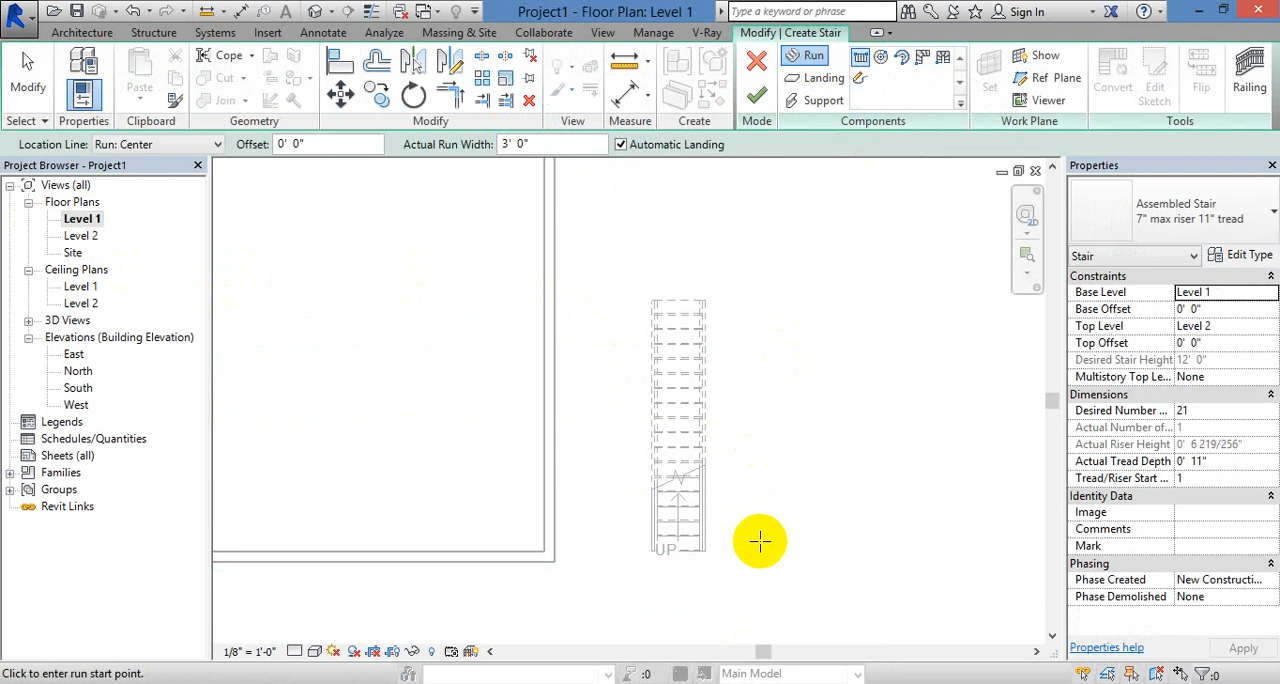 Project1 - Floor Plan: Level 1
Type a keyword or phrase
Sign In
Architecture Structure Systems Insert Annotate Analyze Massing & Site Collaborate View Manage V-Ray Modify | Create Stair
Modify
Paste
Cope
Cut
Join
Run
Landing
Support
Set
Show
Ref Plane
Viewer
Convert
Edit Sketch
Flip
Railing
Select Properties Clipboard Geometry Modify View Measure Create Mode Components Work Plane Tools
Location Line: Run: Center Offset: 0' 0" Actual Run Width: 3' 0" Automatic Landing
Project Browser - Project1
Views (all)
Floor Plans
Level 1
Level 2
Site
Ceiling Plans
Level 1
Level 2
3D Views
Elevations (Building Elevation)
East
North
South
West
Legends
Schedules/Quantities
Sheets (all)
Families
Groups
Revit Links
2D
UP
Properties
Assembled Stair
7" max riser 11" tread
Stair Edit Type
Constraints
Base Level Level 1
Base Offset 0' 0"
Top Level Level 2
Top Offset 0' 0"
Desired Stair Height 12' 0"
Multistory Top Le... None
Dimensions
Desired Number ... 21
Actual Number of... 1
Actual Riser Height 0' 6 219/256"
Actual Tread Depth 0' 11"
Tread/Riser Start ... 1
Identity Data
Image
Comments
Mark
Phasing
Phase Created New Constructi...
Phase Demolished None
Properties help Apply
1/8" = 1'-0"
Click to enter run start point. :0 Main Model :0